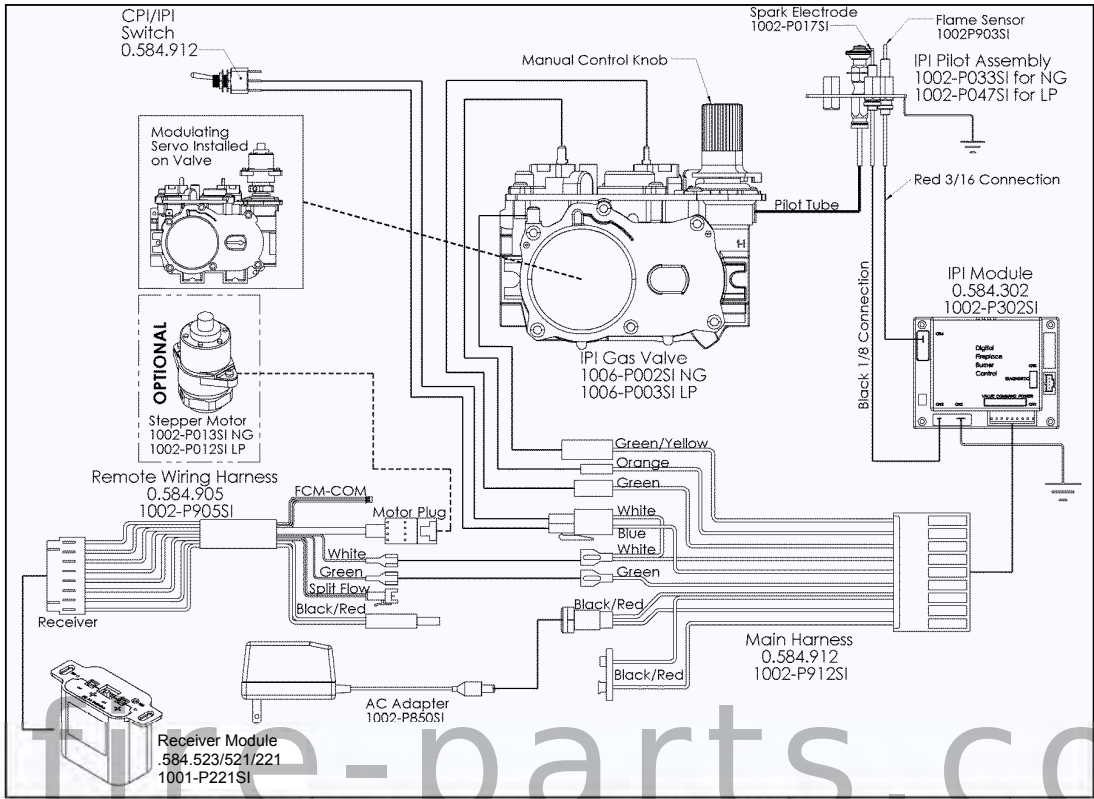 CPI/IPI
Switch
0.584.912
Spark Electrode
1002-P017SI
Flame Sensor
1002P903SI
Manual Control Knob
IPI Pilot Assembly
1002-P033SI for NG
1002-P047SI for LP
Modulating
Servo Installed
on Valve
Red 3/16 Connection
Pilot Tube
Black 1/8 Connection
IPI Module
0.584.302
1002-P302SI
Digital
Fireplace
Burner
Control
DIAGNOSTIC
VALVE COMMAND POWER
OPTIONAL
Stepper Motor
1002-P013SI NG
1002-P012SI LP
IPI Gas Valve
1006-P002SI NG
1006-P003SI LP
Green/Yellow
Orange
Green
White
Blue
White
Green
Black/Red
Black/Red
Remote Wiring Harness
0.584.905
1002-P905SI
FCM-COM
Motor Plug
White
Green
Split Flow
Black/Red
Receiver
Main Harness
0.584.912
1002-P912SI
AC Adapter
1002-P850SI
Receiver Module
.584.523/521/221
1001-P221SI
fire-parts.co